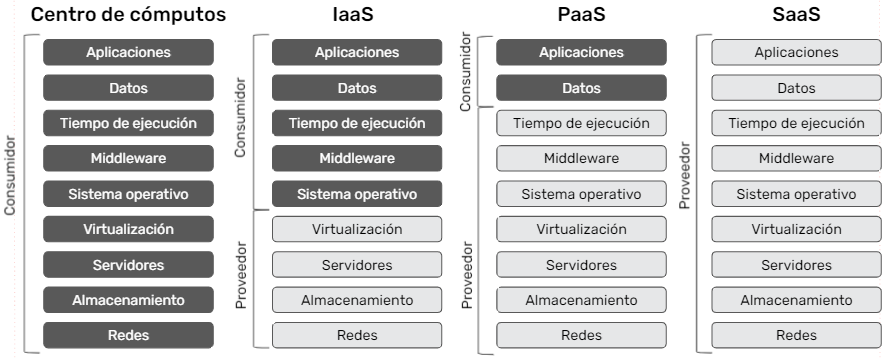 Centro de cómputos
Consumidor
Aplicaciones
Datos
Tiempo de ejecución
Middleware
Sistema operativo
Virtualización
Servidores
Almacenamiento
Redes
IaaS
Consumidor
Aplicaciones
Datos
Tiempo de ejecución
Middleware
Sistema operativo
Proveedor
Virtualización
Servidores
Almacenamiento
Redes
PaaS
Consumidor
Aplicaciones
Datos
Proveedor
Tiempo de ejecución
Middleware
Sistema operativo
Virtualización
Servidores
Almacenamiento
Redes
SaaS
Proveedor
Aplicaciones
Datos
Tiempo de ejecución
Middleware
Sistema operativo
Virtualización
Servidores
Almacenamiento
Redes